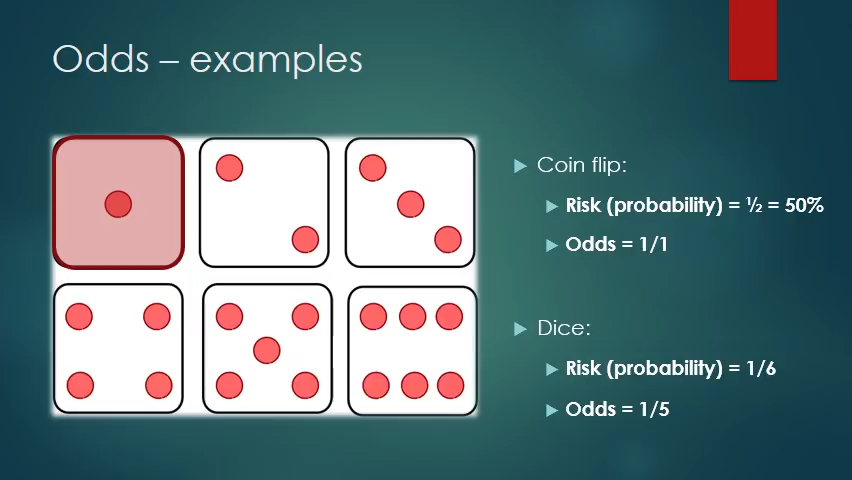 Odds – examples
Coin flip:
Risk (probability) = ½ = 50%
Odds = 1/1
Dice:
Risk (probability) = 1/6
Odds = 1/5